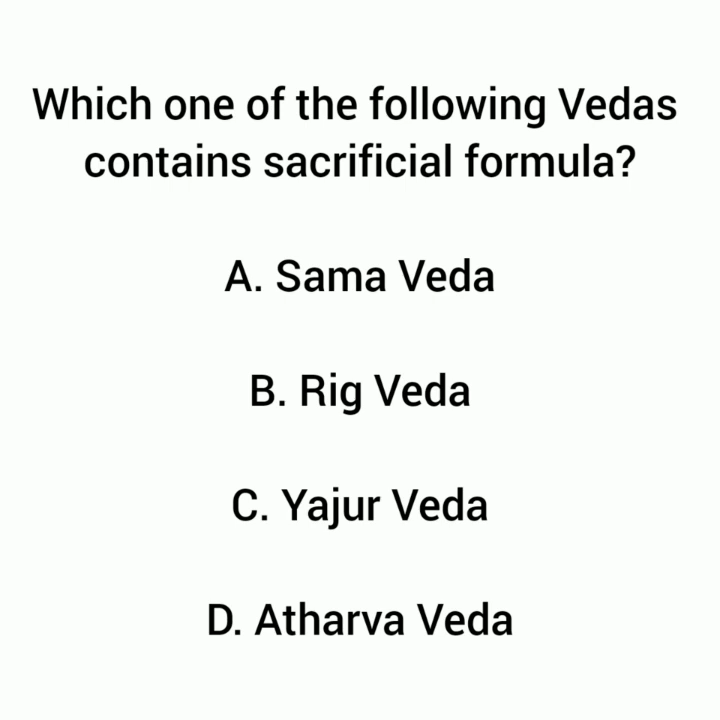 Which one of the following Vedas
contains sacrificial formula?
A. Sama Veda
B. Rig Veda
C. Yajur Veda
D. Atharva Veda